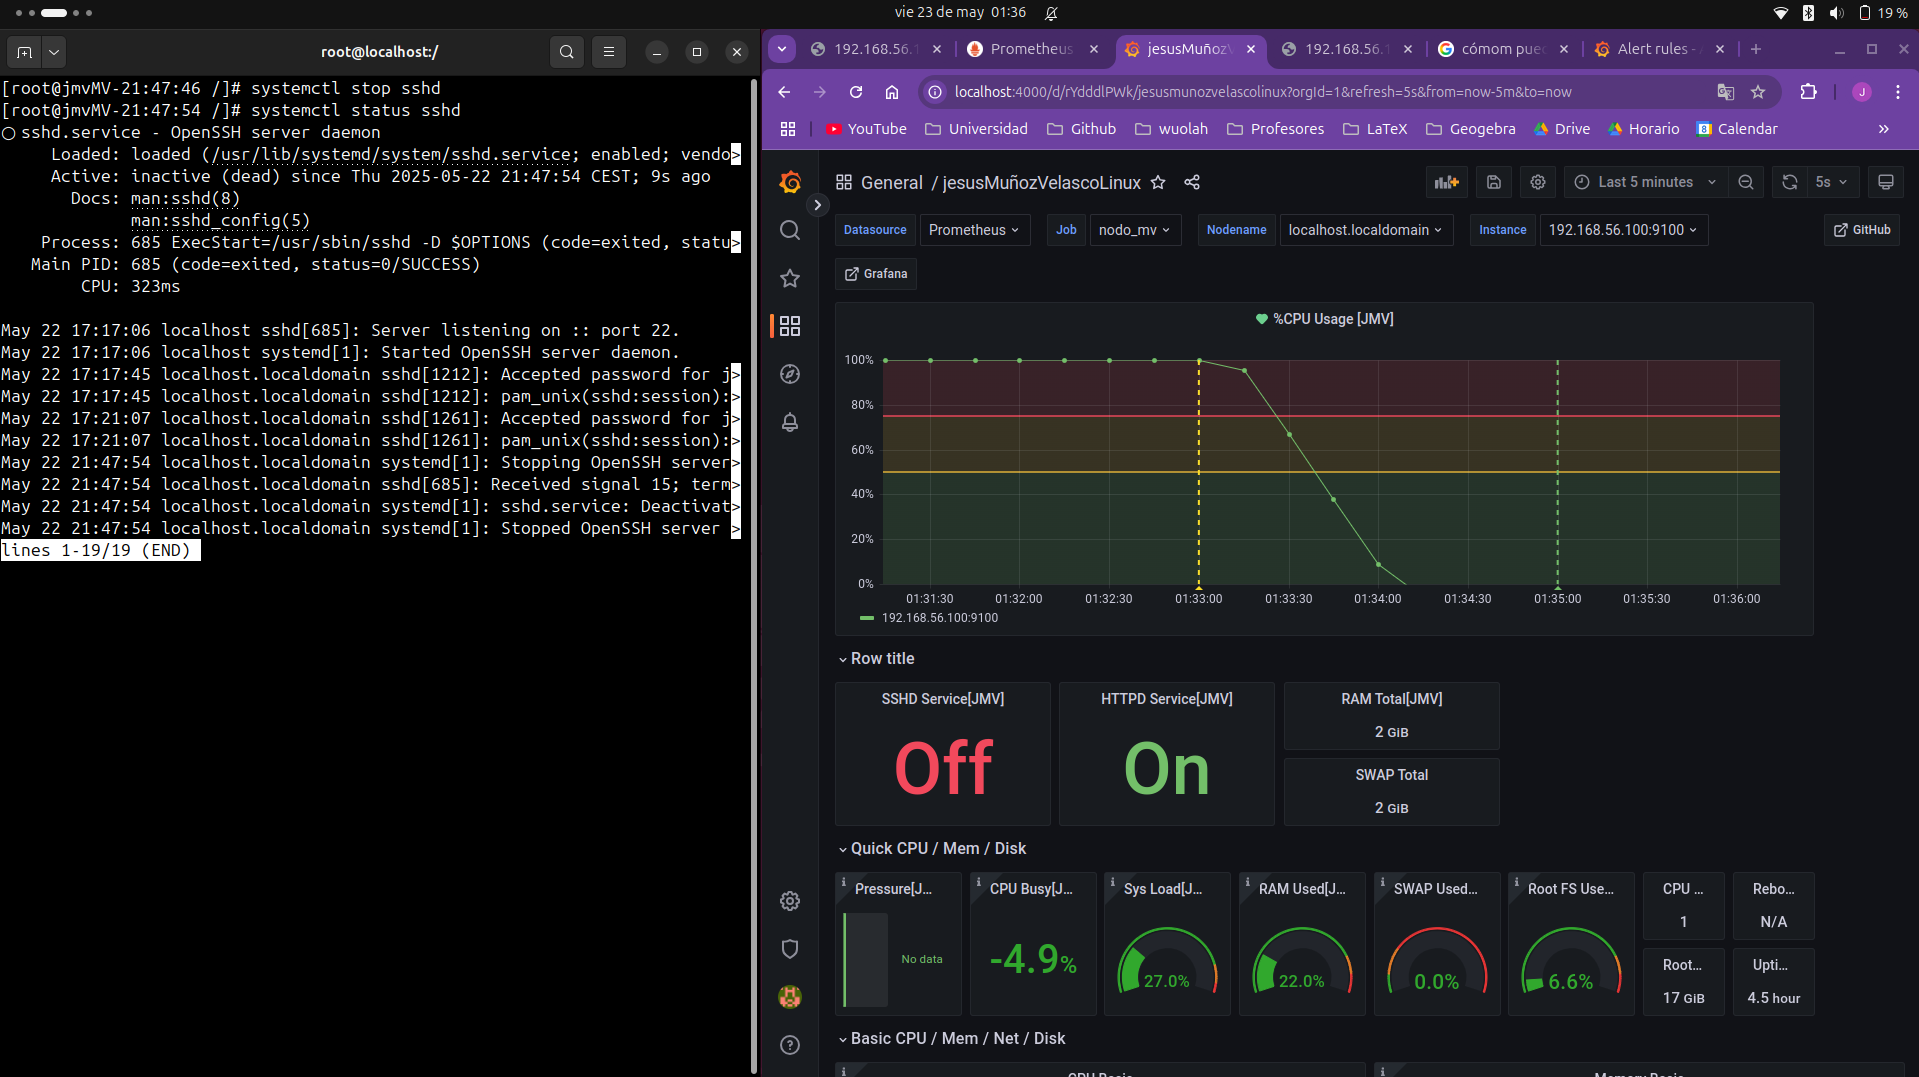 vie 23 de may 01:36
19 %
root@localhost:/
[root@jmvMV-21:47:46 /]# systemctl stop sshd
[root@jmvMV-21:47:54 /]# systemctl status sshd
○ sshd.service - OpenSSH server daemon
Loaded: loaded (/usr/lib/systemd/system/sshd.service; enabled; vendo>
Active: inactive (dead) since Thu 2025-05-22 21:47:54 CEST; 9s ago
Docs: man:sshd(8)
man:sshd_config(5)
Process: 685 ExecStart=/usr/sbin/sshd -D $OPTIONS (code=exited, statu>
Main PID: 685 (code=exited, status=0/SUCCESS)
CPU: 323ms
May 22 17:17:06 localhost sshd[685]: Server listening on :: port 22.
May 22 17:17:06 localhost systemd[1]: Started OpenSSH server daemon.
May 22 17:17:45 localhost.localdomain sshd[1212]: Accepted password for j>
May 22 17:17:45 localhost.localdomain sshd[1212]: pam_unix(sshd:session):>
May 22 17:21:07 localhost.localdomain sshd[1261]: Accepted password for j>
May 22 17:21:07 localhost.localdomain sshd[1261]: pam_unix(sshd:session):>
May 22 21:47:54 localhost.localdomain systemd[1]: Stopping OpenSSH server>
May 22 21:47:54 localhost.localdomain sshd[685]: Received signal 15; term>
May 22 21:47:54 localhost.localdomain systemd[1]: sshd.service: Deactivat>
May 22 21:47:54 localhost.localdomain systemd[1]: Stopped OpenSSH server >
lines 1-19/19 (END)
192.168.56.1 Prometheus jesusMuñozV 192.168.56.1 cómom pued Alert rules - A
localhost:4000/d/rYdddlPWk/jesusmunozvelascolinux?orgId=1&refresh=5s&from=now-5m&to=now J
YouTube Universidad Github wuolah Profesores LaTeX Geogebra Drive Horario 8 Calendar »
General / jesusMuñozVelascoLinux Last 5 minutes 5s
Datasource Prometheus Job nodo_mv Nodename localhost.localdomain Instance 192.168.56.100:9100 GitHub
Grafana
%CPU Usage [JMV]
100%
80%
60%
40%
20%
0%
01:31:30 01:32:00 01:32:30 01:33:00 01:33:30 01:34:00 01:34:30 01:35:00 01:35:30 01:36:00
192.168.56.100:9100
Row title
SSHD Service[JMV] HTTPD Service[JMV] RAM Total[JMV]
2 GiB
Off On
SWAP Total
2 GiB
Quick CPU / Mem / Disk
Pressure[J... CPU Busy[J... Sys Load[J... RAM Used[J... SWAP Used... Root FS Use... CPU ... Rebo...
1 N/A
No data -4.9% 27.0% 22.0% 0.0% 6.6%
Root... Upti...
17 GiB 4.5 hour
Basic CPU / Mem / Net / Disk
CPU Basic Memory Basic